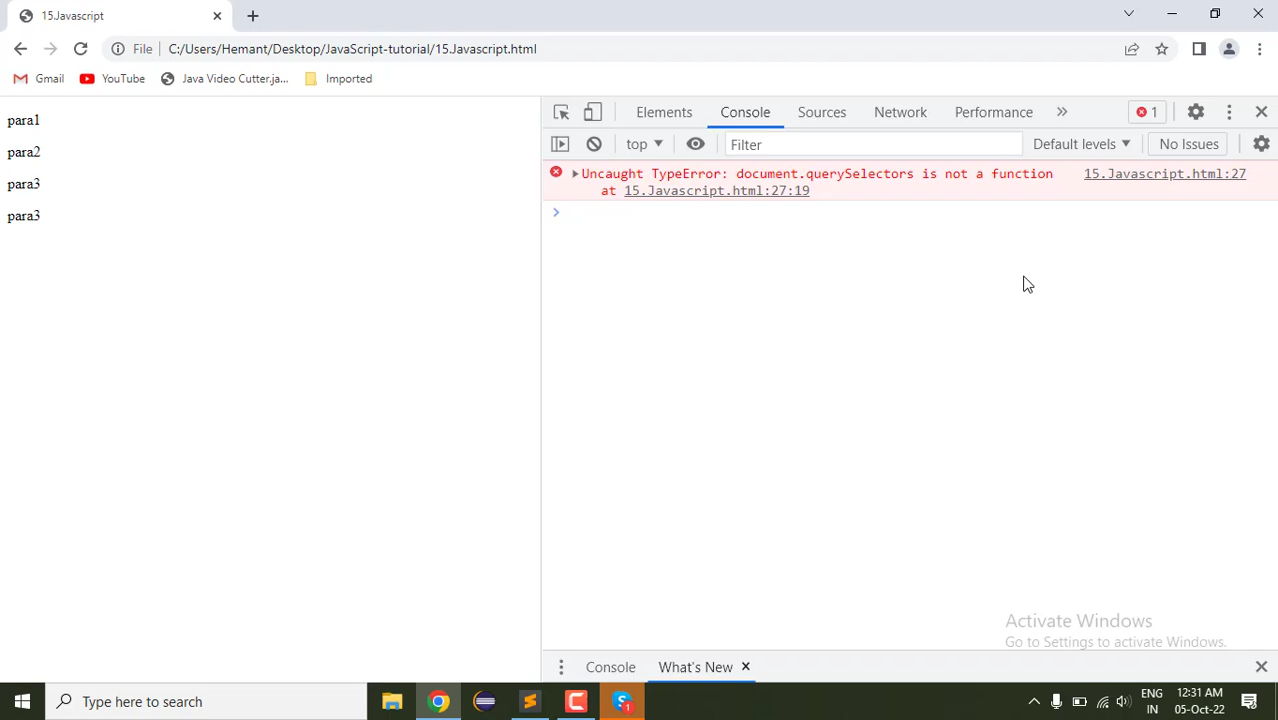 15.Javascript
File C:/Users/Hemant/Desktop/JavaScript-tutorial/15.Javascript.html
Gmail YouTube Java Video Cutter.ja... Imported
para1
para2
para3
para3
Elements Console Sources Network Performance 1
top Filter Default levels No Issues
Uncaught TypeError: document.querySelectors is not a function 15.Javascript.html:27
at 15.Javascript.html:27:19
Activate Windows
Go to Settings to activate Windows.
Console What's New
Type here to search
1
ENG
IN
12:31 AM
05-Oct-22